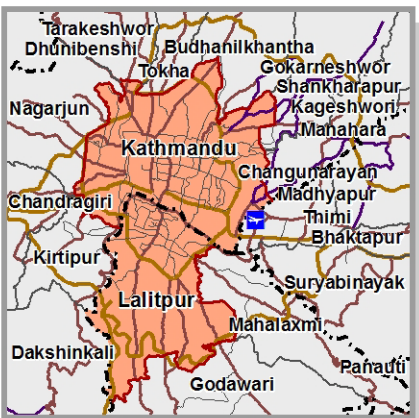 Tarakeshwor
Dhunibenshi
Budhanilkhantha
Tokha
Gokarneshwor
Shankharapur
Nagarjun
Kageshwori
Manahara
Kathmandu
Changunarayan
Madhyapur
Chandragiri
Thimi
Bhaktapur
Kirtipur
Suryabinayak
Lalitpur
Mahalaxmi
Dakshinkali
Panauti
Godawari